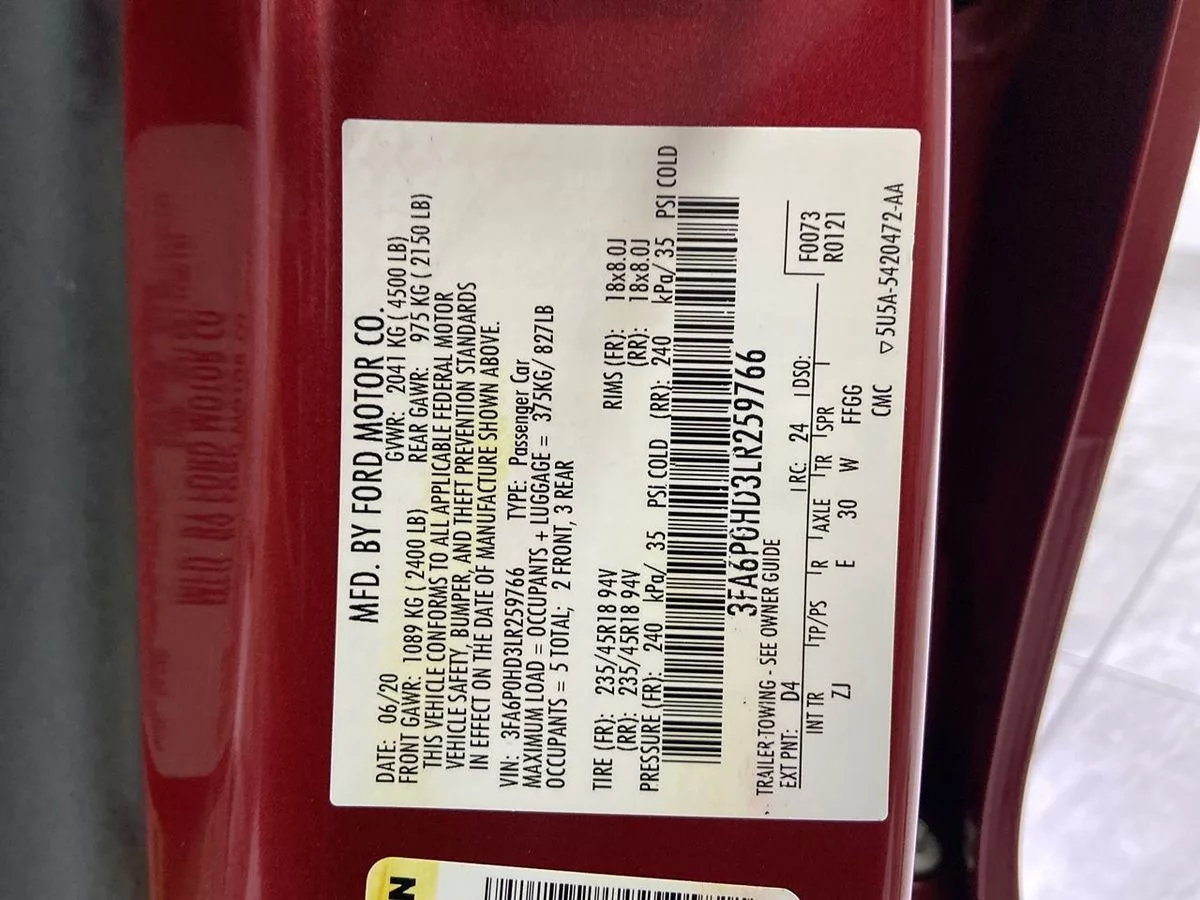 MFD. BY FORD MOTOR CO.
DATE: 06/20 GVWR: 2041 KG ( 4500 LB)
FRONT GAWR: 1089 KG ( 2400 LB) REAR GAWR: 975 KG ( 2150 LB)
THIS VEHICLE CONFORMS TO ALL APPLICABLE FEDERAL MOTOR
VEHICLE SAFETY, BUMPER, AND THEFT PREVENTION STANDARDS
IN EFFECT ON THE DATE OF MANUFACTURE SHOWN ABOVE.
VIN: 3FA6P0HD3LR259766 TYPE: Passenger Car
MAXIMUM LOAD = OCCUPANTS + LUGGAGE = 375KG/ 827LB
OCCUPANTS = 5 TOTAL; 2 FRONT, 3 REAR
TIRE (FR): 235/45R18 94V RIMS (FR): 18x8.0J
(RR): 235/45R18 94V (RR): 18x8.0J
PRESSURE (FR): 240 kPa/ 35 PSI COLD (RR): 240 kPa/ 35 PSI COLD
3FA6P0HD3LR259766
TRAILER TOWING - SEE OWNER GUIDE
EXT PNT: D4 RC: 24 DSO: F0073
INT TR TP/PS R AXLE TR SPR R0121
ZJ E 30 W FFGG
CMC ▽5U5A-5420472-AA